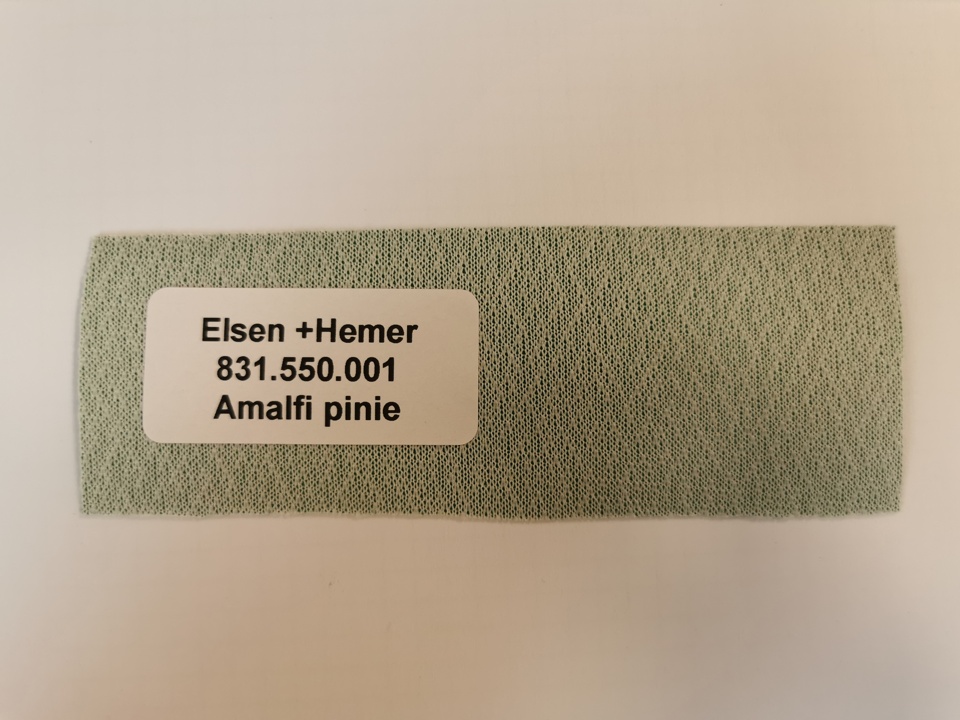 Elsen +Hemer
831.550.001
Amalfi pinie